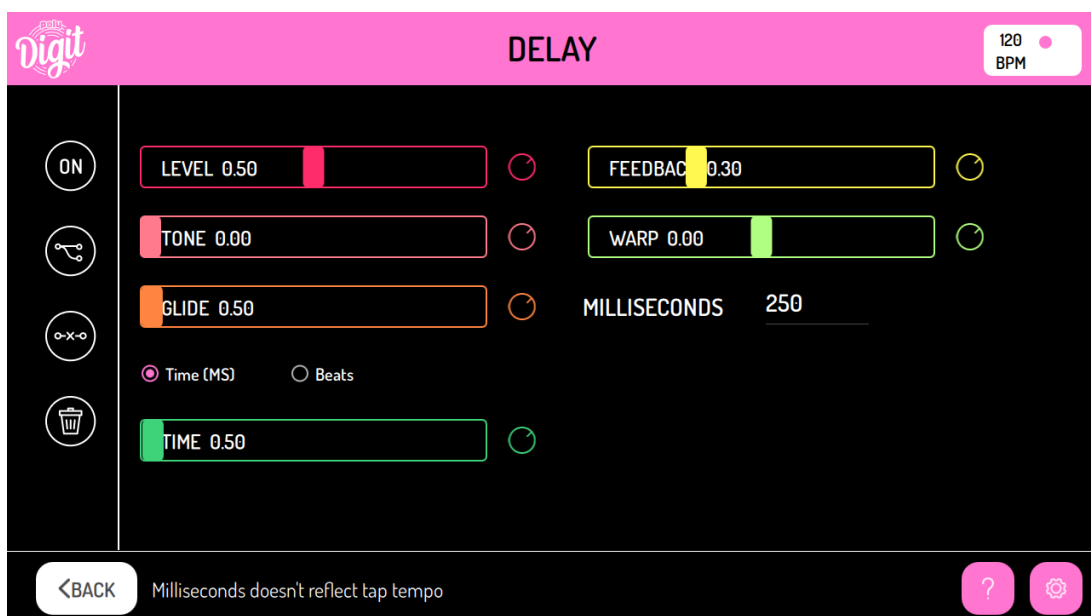 poly
Digit
DELAY
120
BPM
ON
LEVEL 0.50
FEEDBAC 0.30
TONE 0.00
WARP 0.00
GLIDE 0.50
MILLISECONDS 250
Time (MS) Beats
TIME 0.50
BACK
Milliseconds doesn't reflect tap tempo
?